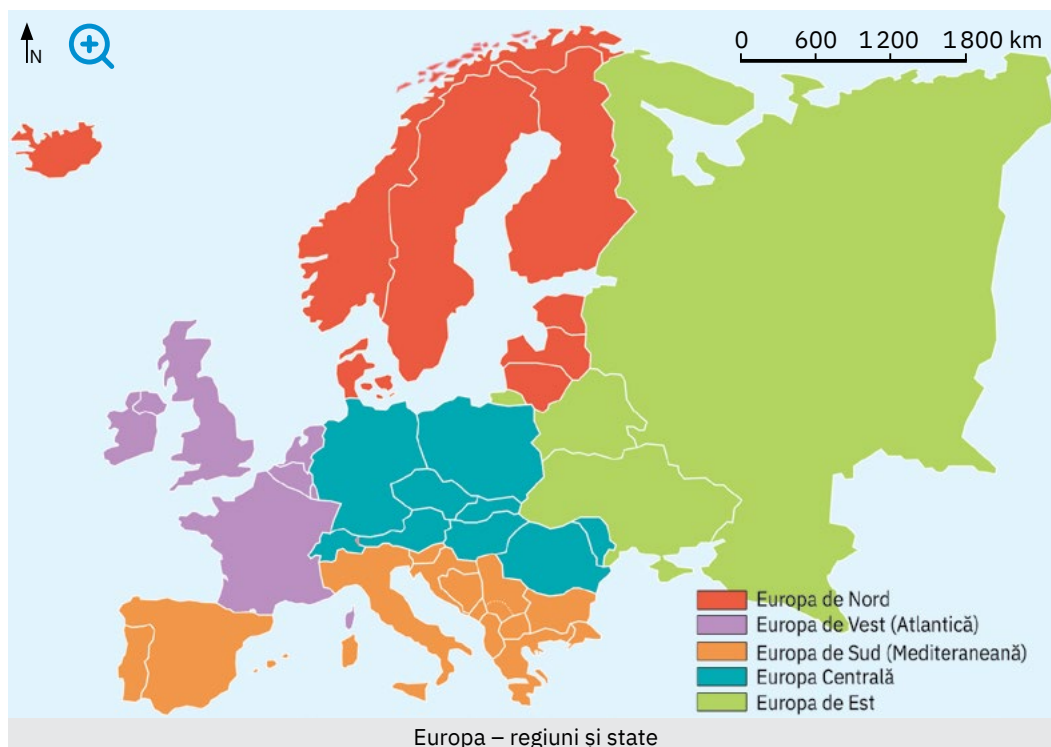 N
0 600 1 200 1 800 km
Europa de Nord
Europa de Vest (Atlantică)
Europa de Sud (Mediteraneană)
Europa Centrală
Europa de Est
Europa – regiuni și state